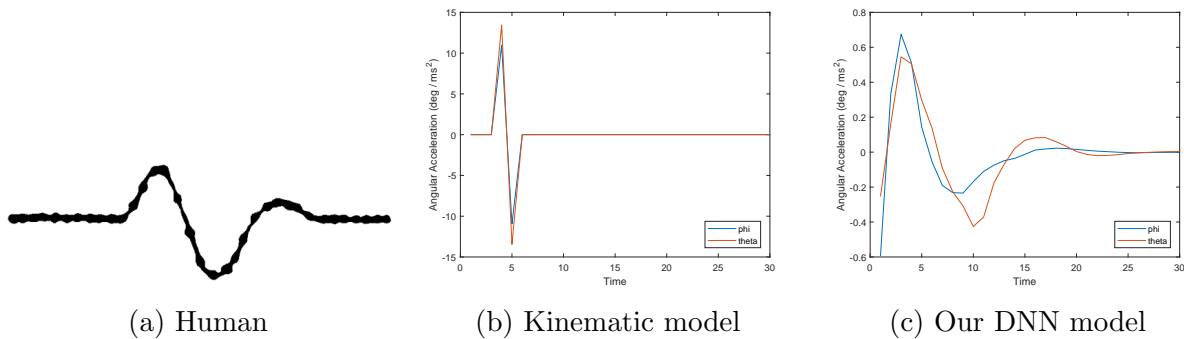 Angular Acceleration (deg / ms²)
15
10
5
0
-5
-10
-15
0 5 10 15 20 25 30
Time
phi
theta
Angular Acceleration (deg / ms²)
0.8
0.6
0.4
0.2
0
-0.2
-0.4
-0.6
0 5 10 15 20 25 30
Time
phi
theta
(a) Human
(b) Kinematic model
(c) Our DNN model